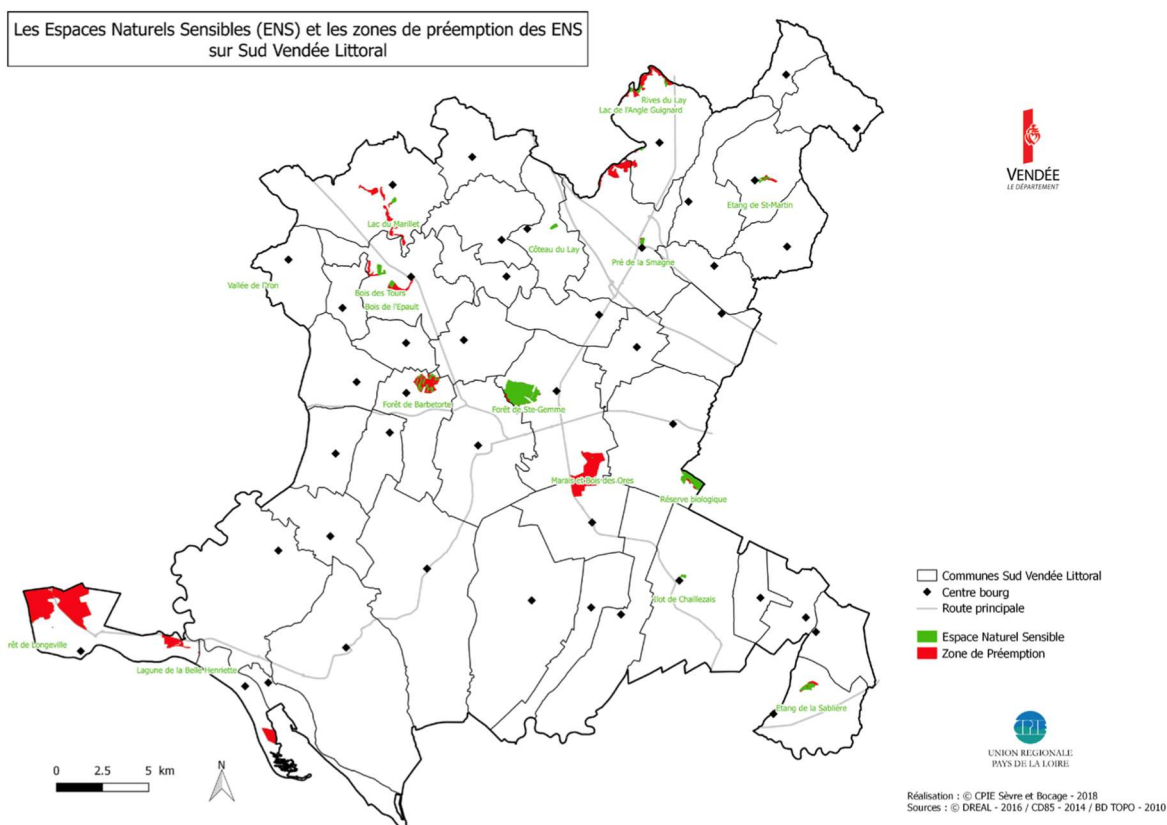 Les Espaces Naturels Sensibles (ENS) et les zones de préemption des ENS
sur Sud Vendée Littoral
Rives du Lay
Lac de l'Angle Guignard
VENDÉE
LE DÉPARTEMENT
Etang de St-Martin
Lac du Marillet
Côteau du Lay
Pré de la Smagne
Vallée de l'Yon
Bois des Tours
Bois de l'Epault
Forêt de Barbetorte
Forêt de Ste-Gemme
Marais et Bois des Ores
Réserve biologique
Ilot de Chaillezais
rêt de Longeville
Lagune de la Belle Henriette
Etang de la Sablière
Communes Sud Vendée Littoral
Centre bourg
Route principale
Espace Naturel Sensible
Zone de Préemption
0 2.5 5 km
N
CPIE
UNION REGIONALE
PAYS DE LA LOIRE
Réalisation : © CPIE Sèvre et Bocage - 2018
Sources : © DREAL - 2016 / CD85 - 2014 / BD TOPO - 2010